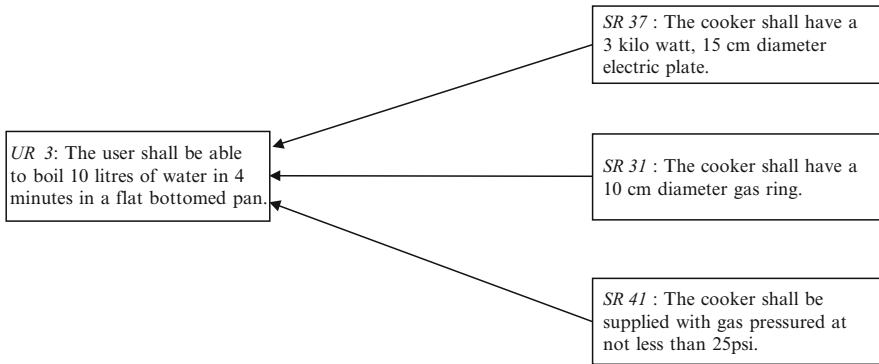 SR 37 : The cooker shall have a
3 kilo watt, 15 cm diameter
electric plate.
UR 3: The user shall be able
to boil 10 litres of water in 4
minutes in a flat bottomed pan.
SR 31 : The cooker shall have a
10 cm diameter gas ring.
SR 41 : The cooker shall be
supplied with gas pressured at
not less than 25psi.